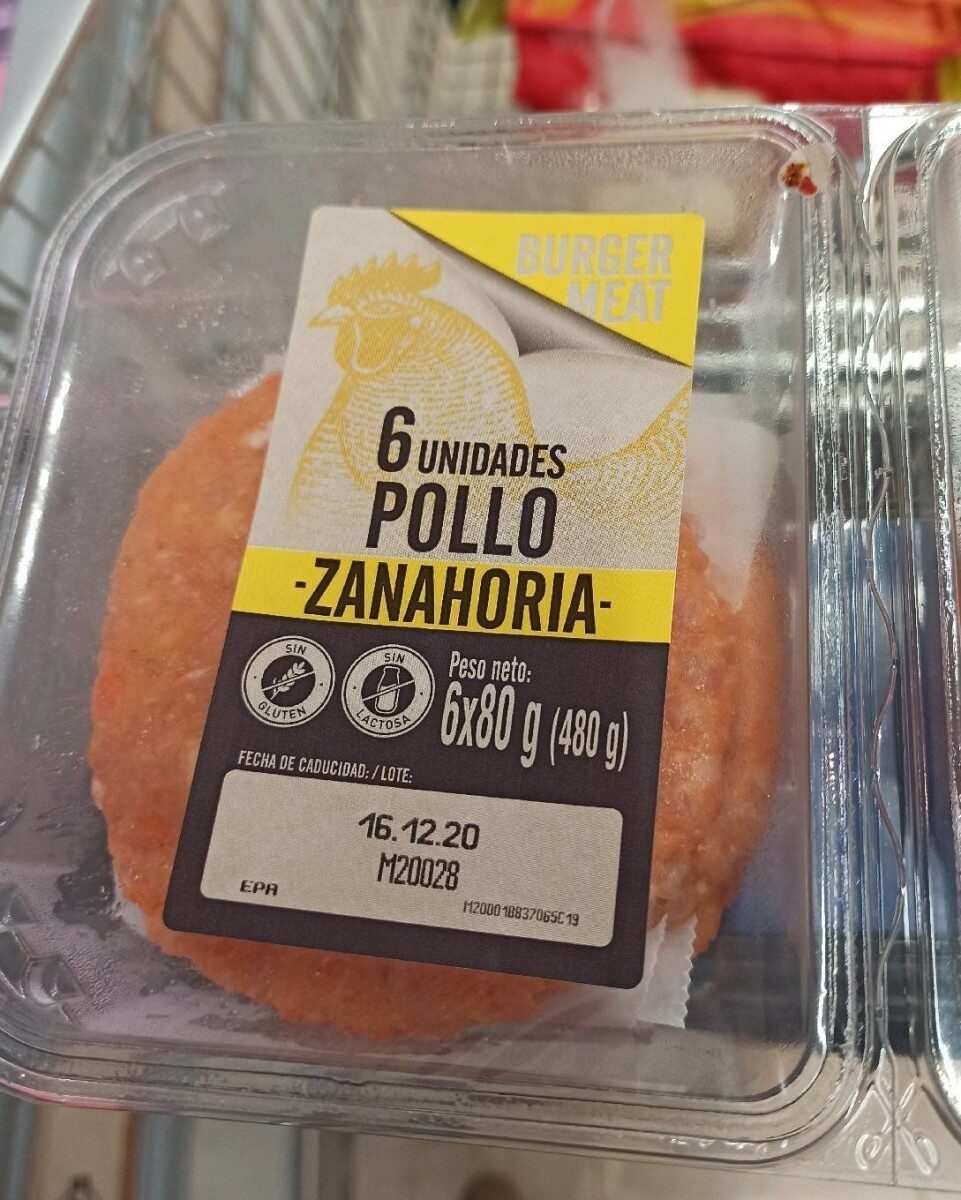 BURGER
MEAT
6 UNIDADES
POLLO
-ZANAHORIA-
SIN
GLUTEN
SIN
LACTOSA
Peso neto:
6x80 g (480 g)
FECHA DE CADUCIDAD: / LOTE:
16.12.20
M20028
EPA
M200018837065C19